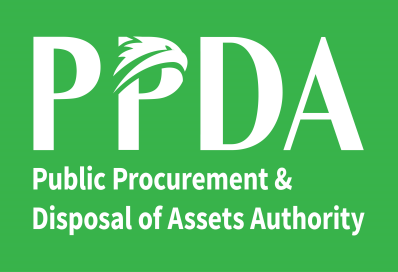 PPDA
Public Procurement &
Disposal of Assets Authority